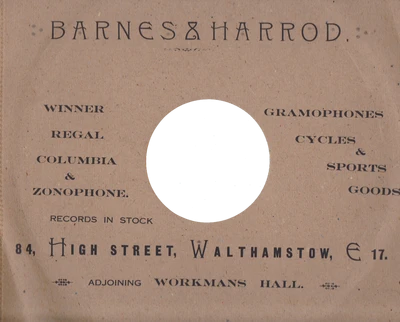 BARNES & HARROD.
WINNER
REGAL
COLUMBIA
&
ZONOPHONE.
RECORDS IN STOCK
GRAMOPHONES
CYCLES
&
SPORTS
GOODS
84, HIGH STREET, WALTHAMSTOW, E 17.
ADJOINING WORKMANS HALL.